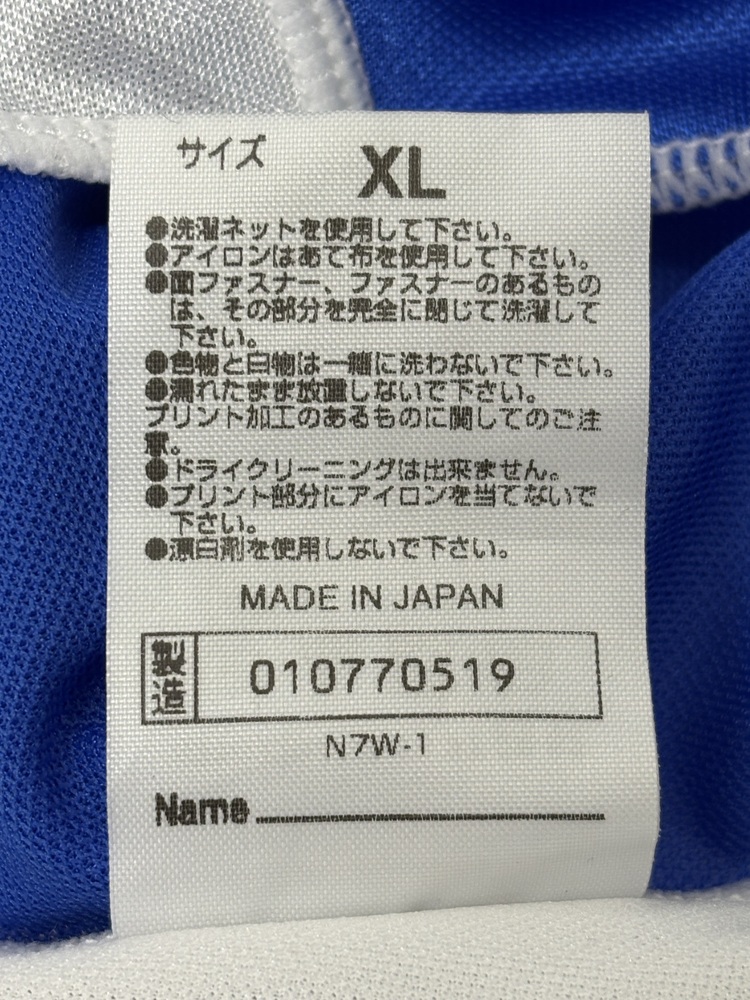 サイズ XL
●洗濯ネットを使用して下さい。
●アイロンはあて布を使用して下さい。
●面ファスナー、ファスナーのあるもの
は、その部分を完全に閉じて洗濯して
下さい。
●色物と白物は一緒に洗わないで下さい。
●濡れたまま放置しないで下さい。
プリント加工のあるものに関してのご注
意。
●ドライクリーニングは出来ません。
●プリント部分にアイロンを当てないで
下さい。
●漂白剤を使用しないで下さい。
MADE IN JAPAN
製造 010770519
N7W-1
Name